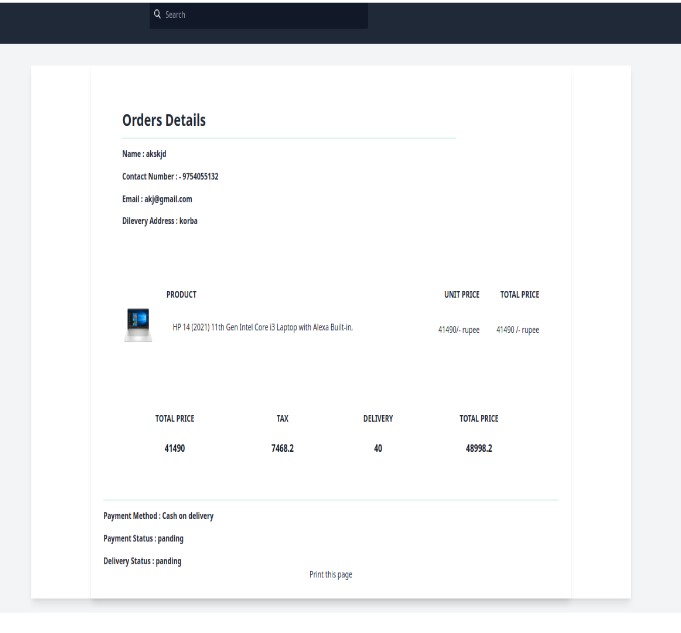 Search
Orders Details
Name : akskjd
Contact Number : - 9754055132
Email : akj@gmail.com
Dilevery Address : korba
PRODUCT UNIT PRICE TOTAL PRICE
HP 14 (2021) 11th Gen Intel Core i3 Laptop with Alexa Built-in. 41490/- rupee 41490 /- rupee
TOTAL PRICE TAX DELIVERY TOTAL PRICE
41490 7468.2 40 48998.2
Payment Method : Cash on delivery
Payment Status : panding
Delivery Status : panding
Print this page